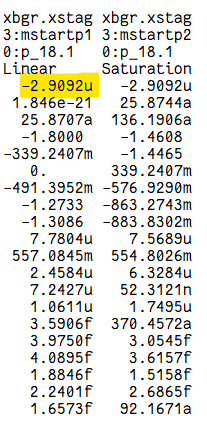 xbgr.xstag xbgr.xstag
3:mstartp1 3:mstartp2
0:p_18.1 0:p_18.1
Linear Saturation
-2.9092u -2.9092u
1.846e-21 25.8744a
25.8707a 136.1906a
-1.8000 -1.4608
-339.2407m -1.4465
0. 339.2407m
-491.3952m -576.9290m
-1.2733 -863.2743m
-1.3086 -883.8302m
7.7804u 7.5689u
557.0845m 554.8026m
2.4584u 6.3284u
7.2427u 52.3121n
1.0611u 1.7495u
3.5906f 370.4572a
3.9750f 3.0545f
4.0895f 3.6157f
1.8846f 1.5158f
2.2401f 2.6865f
1.6573f 92.1671a